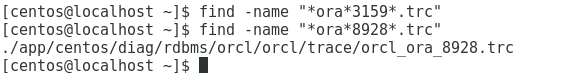 [centos@localhost ~]$ find -name "*ora*3159*.trc"
[centos@localhost ~]$ find -name "*ora*8928*.trc"
./app/centos/diag/rdbms/orcl/orcl/trace/orcl_ora_8928.trc
[centos@localhost ~]$